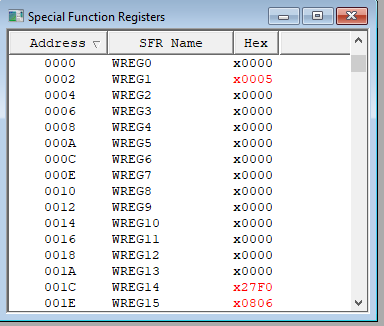 Special Function Registers
Address SFR Name Hex
0000 WREG0 x0000
0002 WREG1 x0005
0004 WREG2 x0000
0006 WREG3 x0000
0008 WREG4 x0000
000A WREG5 x0000
000C WREG6 x0000
000E WREG7 x0000
0010 WREG8 x0000
0012 WREG9 x0000
0014 WREG10 x0000
0016 WREG11 x0000
0018 WREG12 x0000
001A WREG13 x0000
001C WREG14 x27F0
001E WREG15 x0806